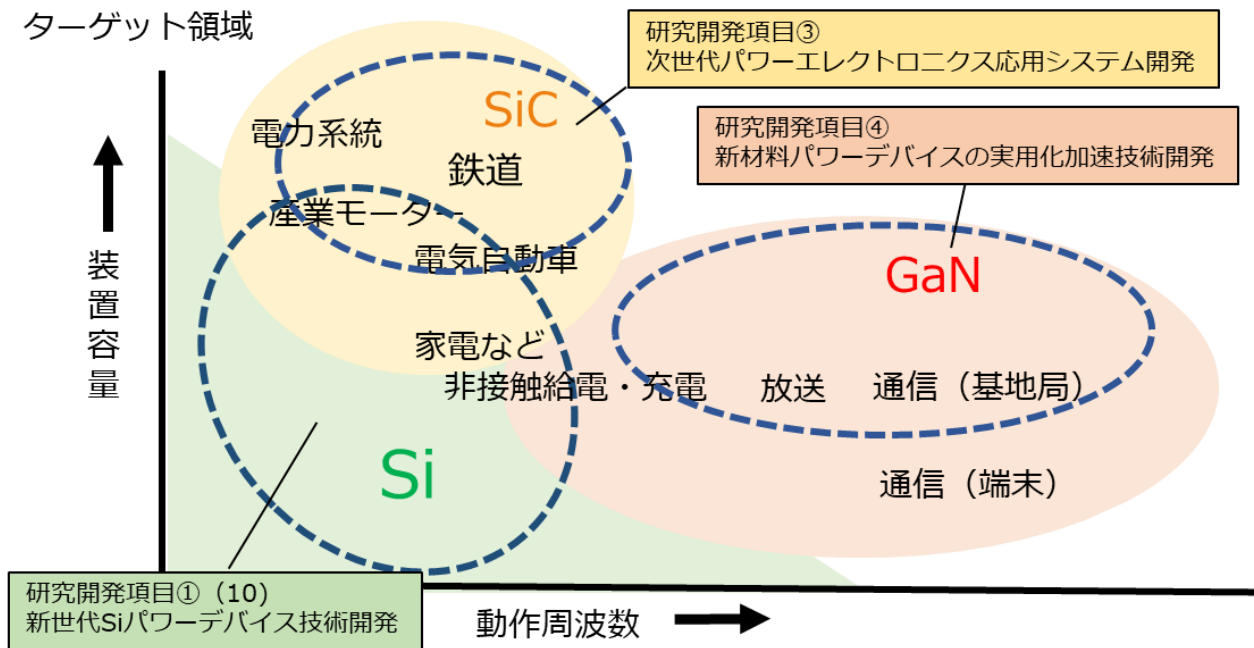 ターゲット領域
研究開発項目③
次世代パワーエレクトロニクス応用システム開発
SiC
電力系統
研究開発項目④
新材料パワーデバイスの実用化加速技術開発
鉄道
産業モーター
電気自動車
GaN
装置容量
家電など
非接触給電・充電
放送
通信（基地局）
Si
通信（端末）
研究開発項目①（10）
新世代Siパワーデバイス技術開発
動作周波数